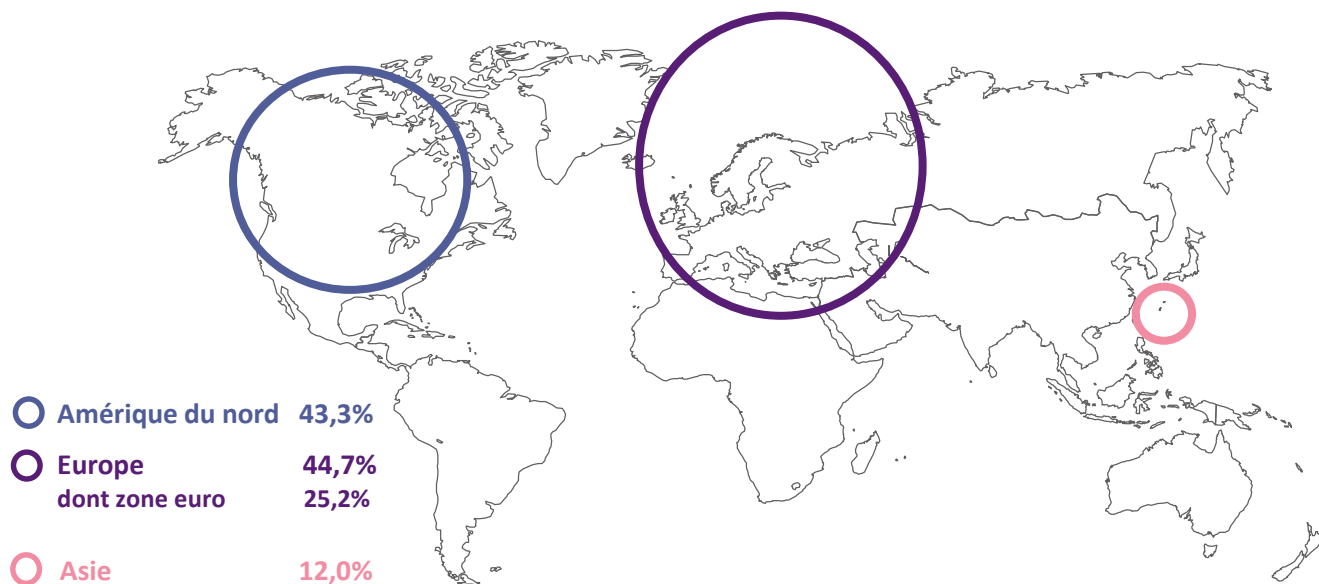 Amérique du nord 43,3%
Europe 44,7%
dont zone euro 25,2%
Asie 12,0%